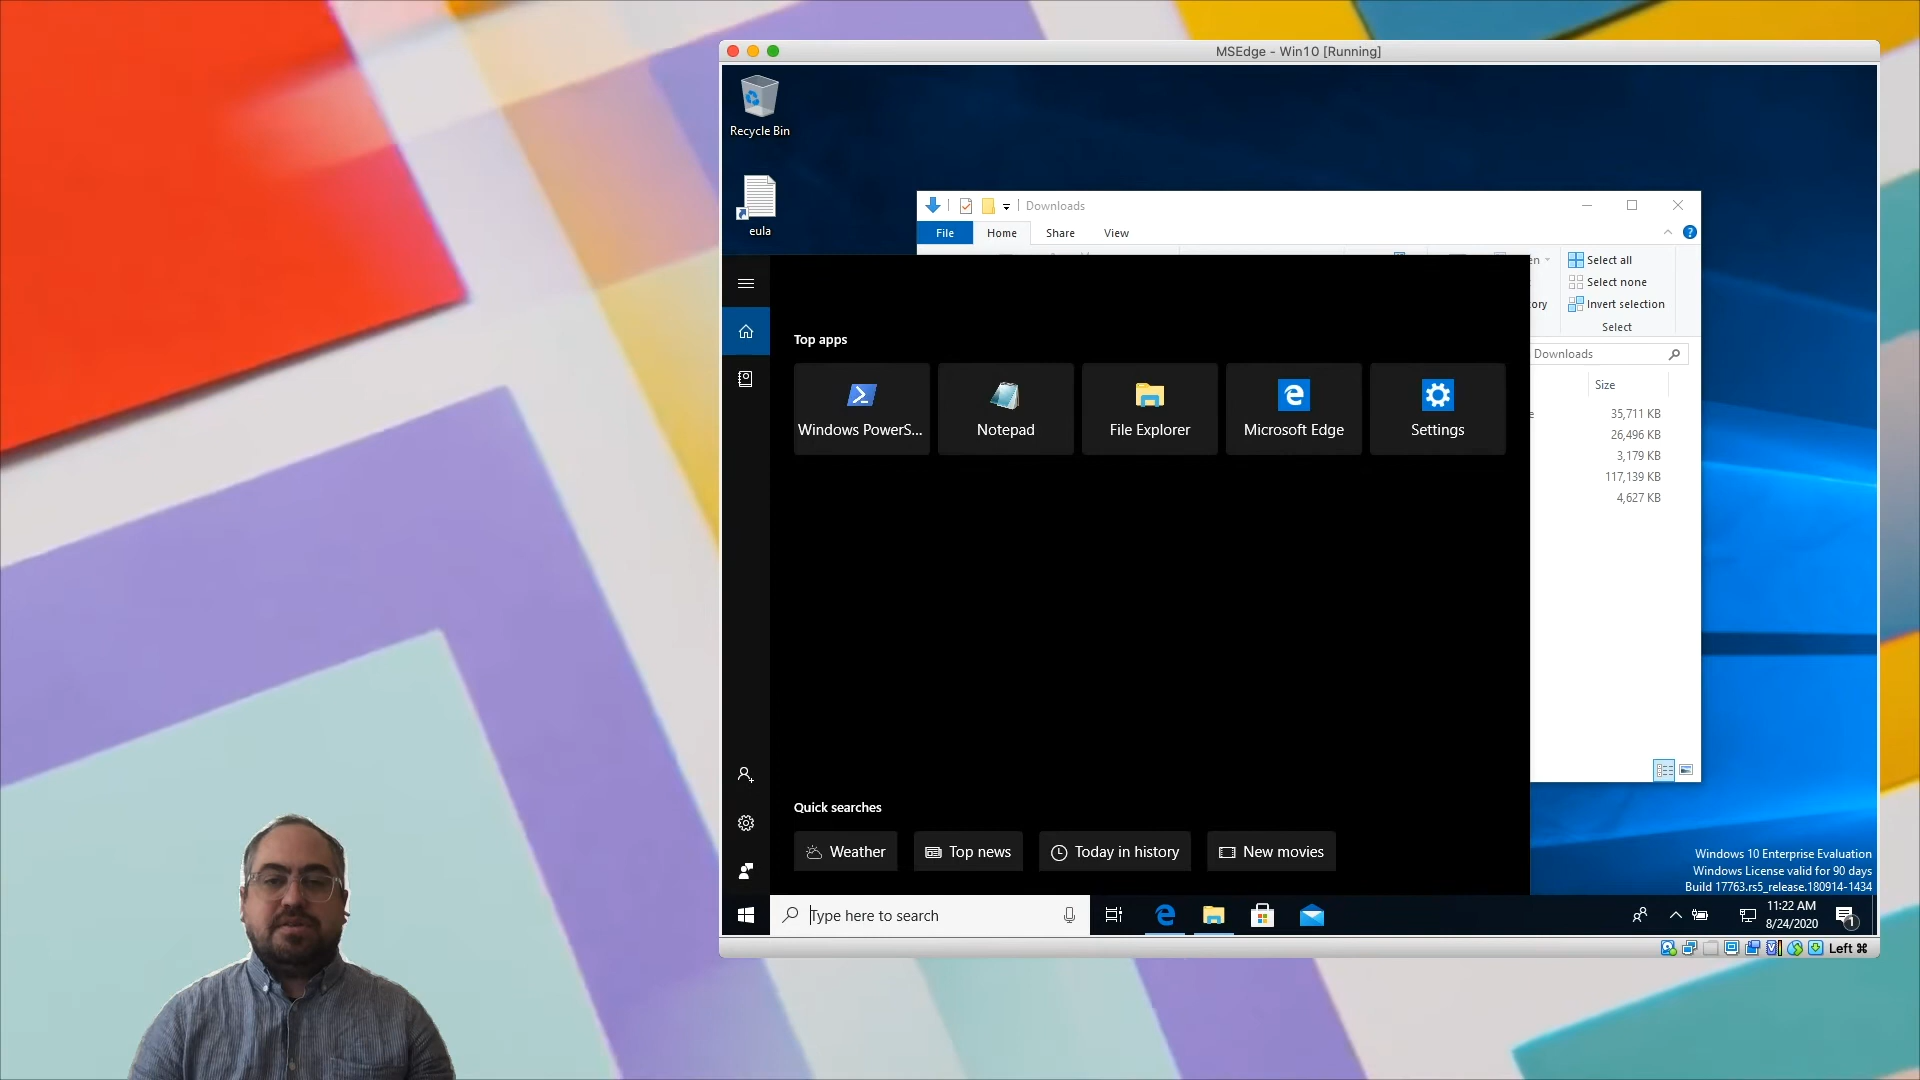 MSEdge - Win10 [Running]
Recycle Bin
eula
Downloads
File
Home
Share
View
Select all
Select none
Invert selection
Select
Downloads
Size
35,711 KB
26,496 KB
3,179 KB
117,139 KB
4,627 KB
Top apps
Windows PowerS...
Notepad
File Explorer
Microsoft Edge
Settings
Quick searches
Weather
Top news
Today in history
New movies
Windows 10 Enterprise Evaluation
Windows License valid for 90 days
Build 17763.rs5_release.180914-1434
Type here to search
11:22 AM
8/24/2020
1
Left ⌘